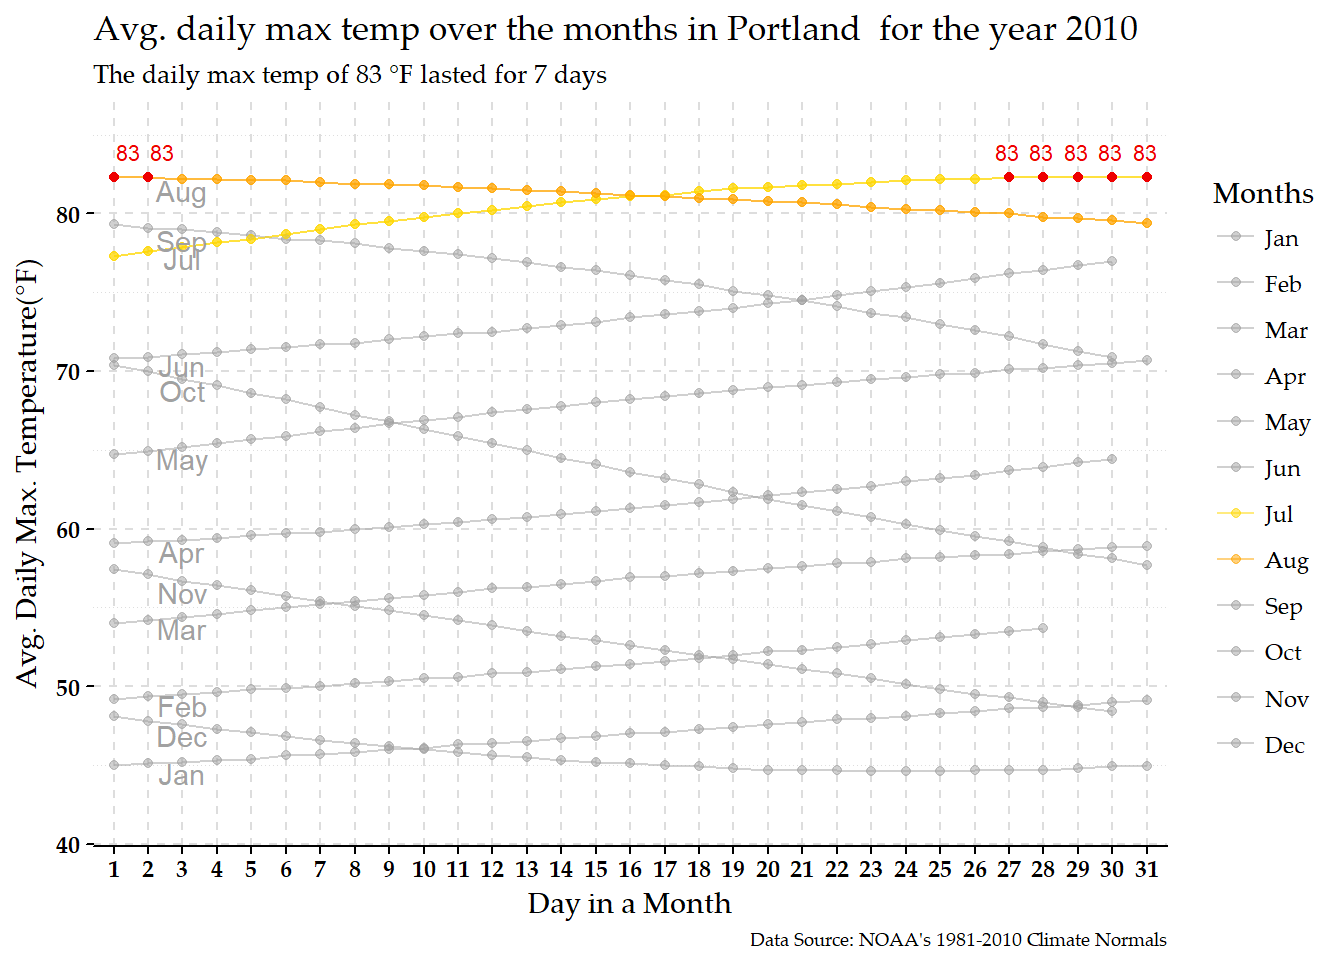 Avg. daily max temp over the months in Portland  for the year 2010
The daily max temp of 83 °F lasted for 7 days
83 83 83 83 83 83 83
Aug
80
Sep
Jul
70
Jun
Oct
May
60
Apr
Nov
Mar
50
Feb
Dec
Jan
40
Avg. Daily Max. Temperature(°F)
1 2 3 4 5 6 7 8 9 10 11 12 13 14 15 16 17 18 19 20 21 22 23 24 25 26 27 28 29 30 31
Day in a Month
Months
Jan
Feb
Mar
Apr
May
Jun
Jul
Aug
Sep
Oct
Nov
Dec
Data Source: NOAA's 1981-2010 Climate Normals